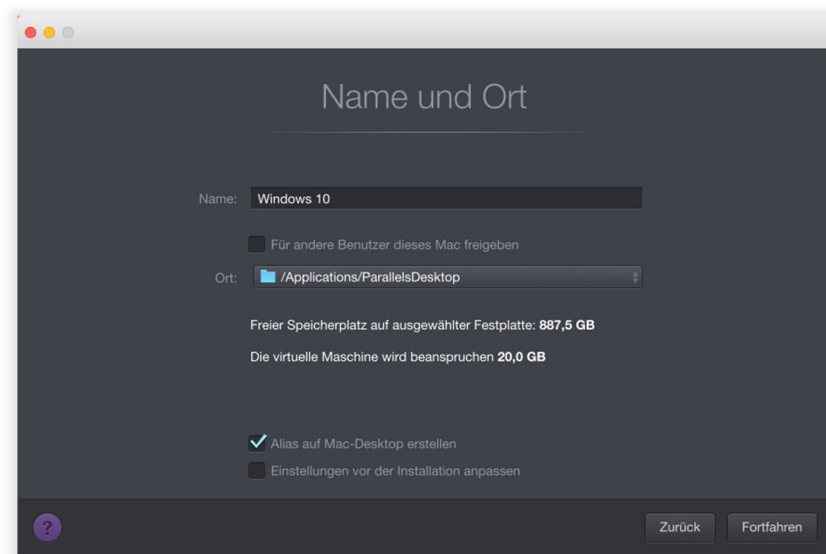 Name und Ort
Name: Windows 10
Für andere Benutzer dieses Mac freigeben
Ort: /Applications/ParallelsDesktop
Freier Speicherplatz auf ausgewählter Festplatte: 887,5 GB
Die virtuelle Maschine wird beanspruchen 20,0 GB
Alias auf Mac-Desktop erstellen
Einstellungen vor der Installation anpassen
? Zurück Fortfahren